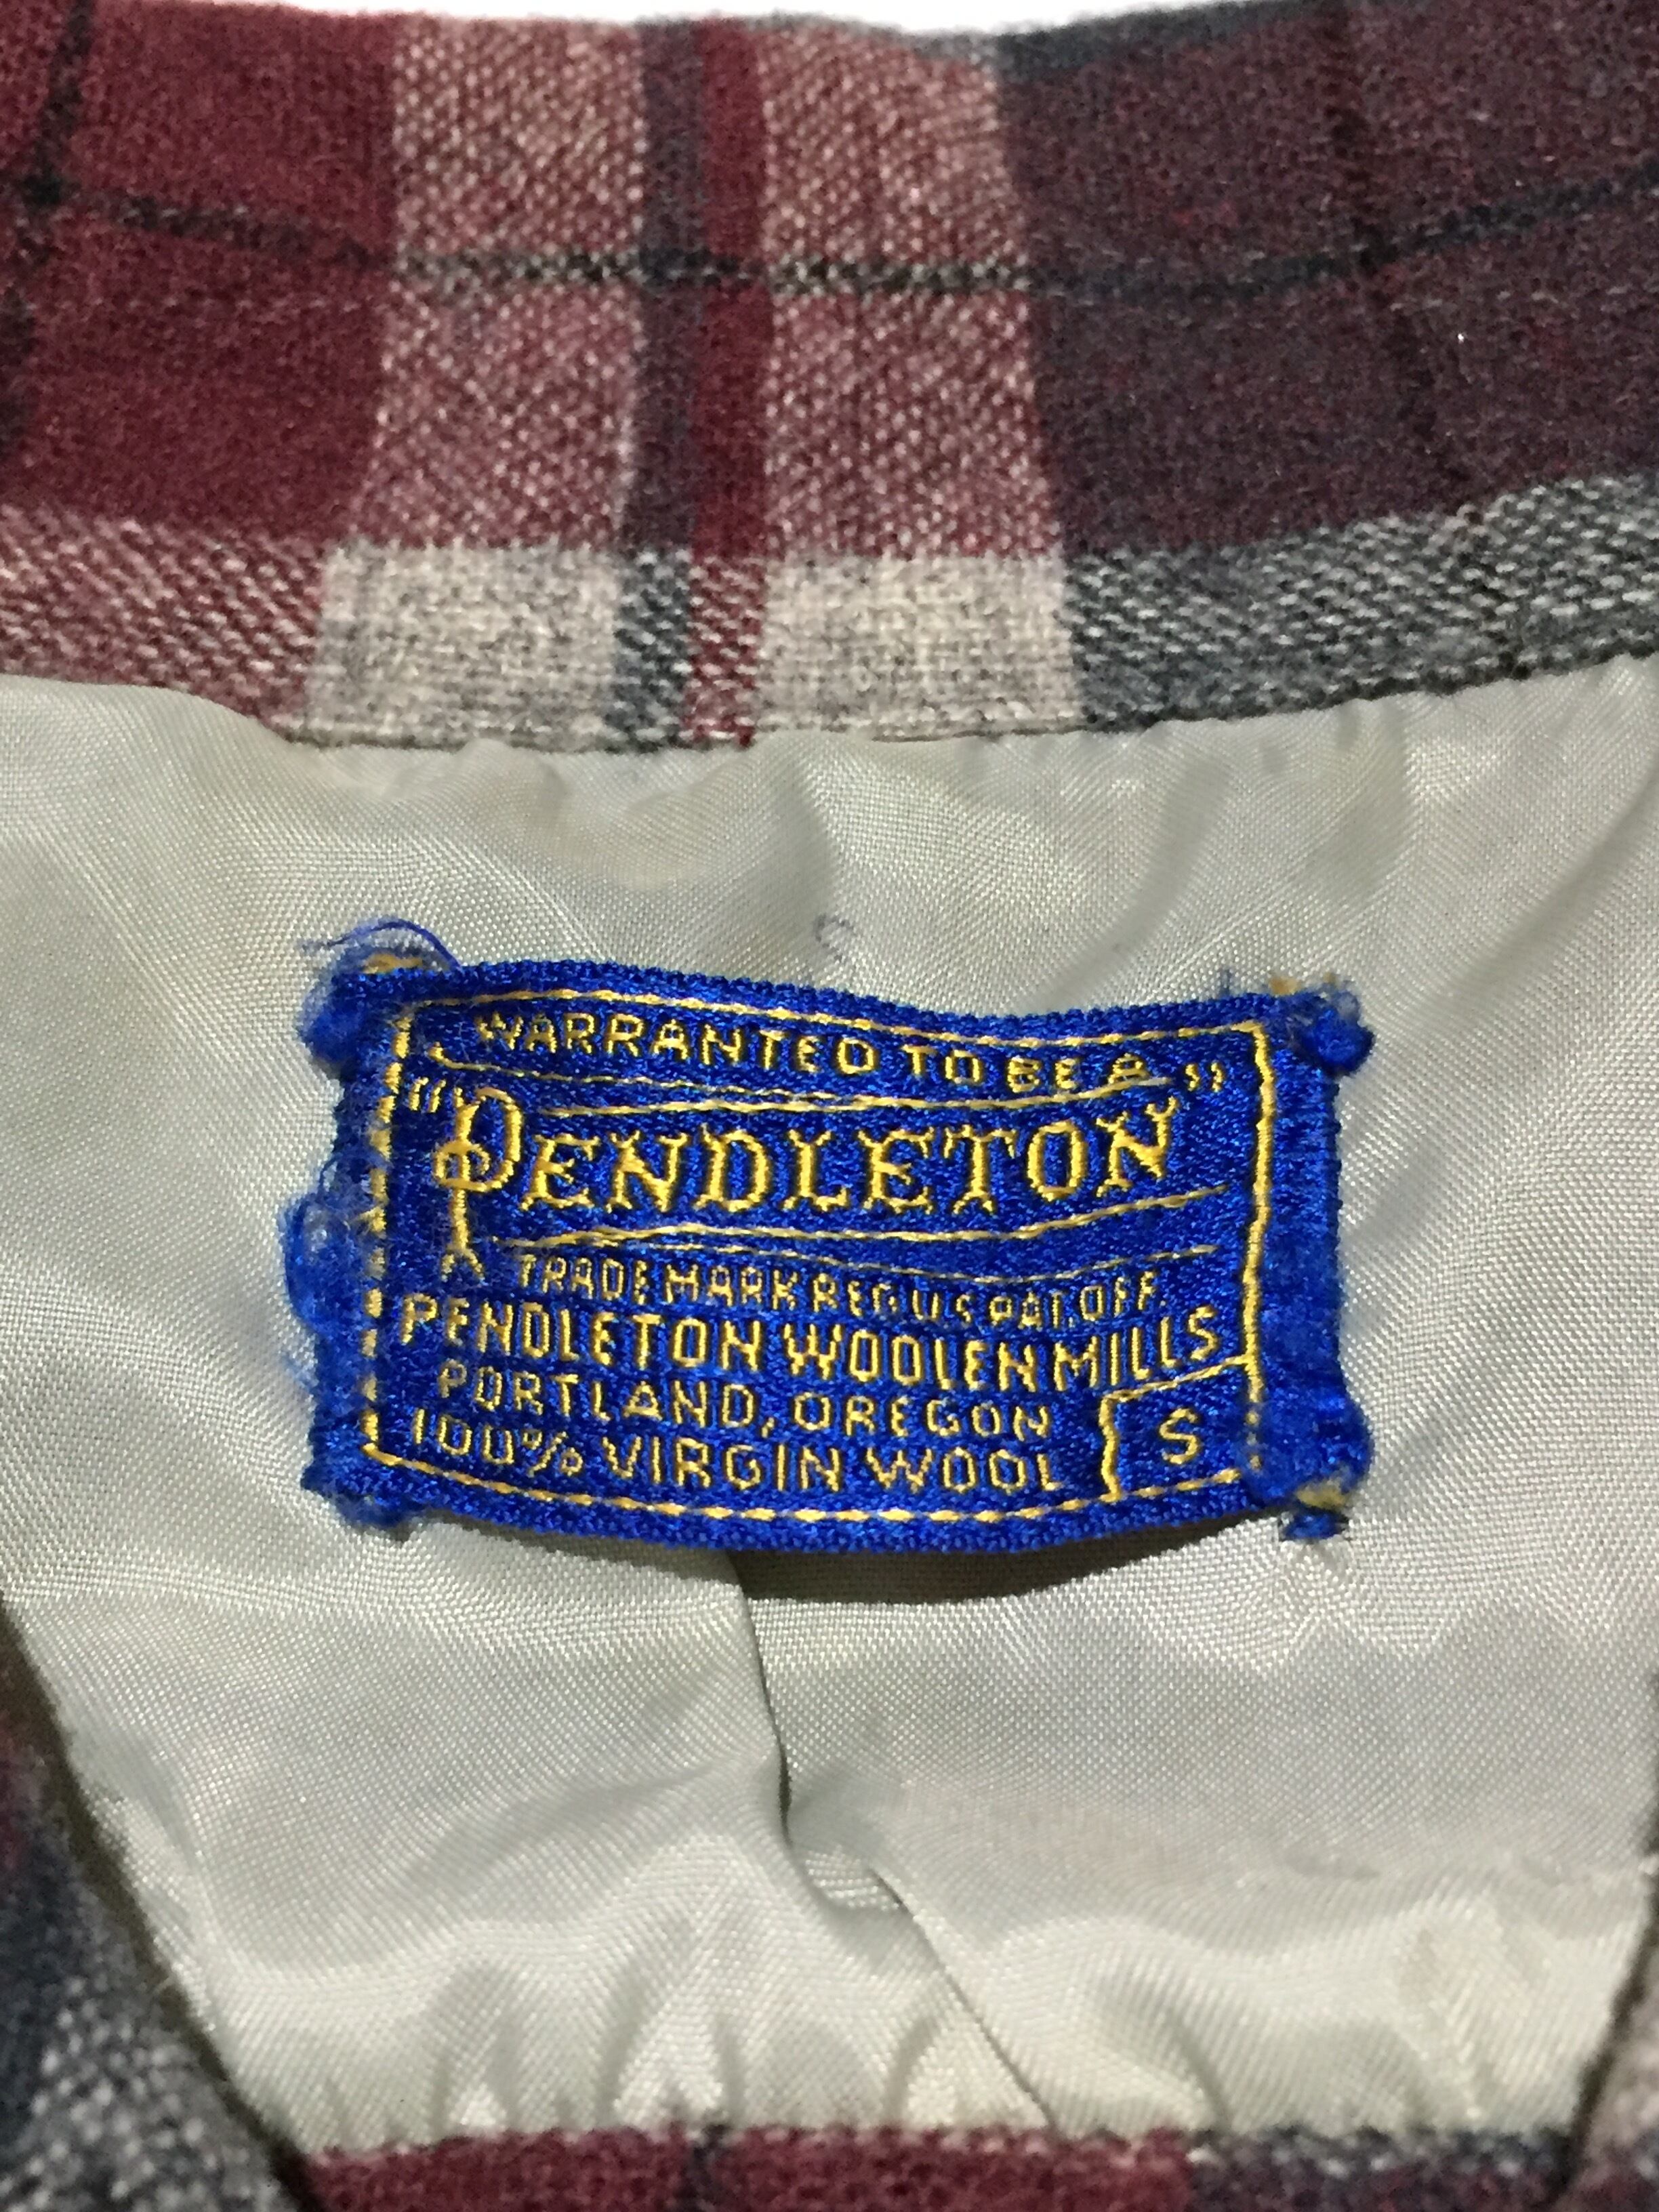 S
WARRANTED TO BE A
"PENDLETON"
TRADE MARK REG. U.S. PAT. OFF.
PENDLETON WOOLEN MILLS
PORTLAND, OREGON
100% VIRGIN WOOL S